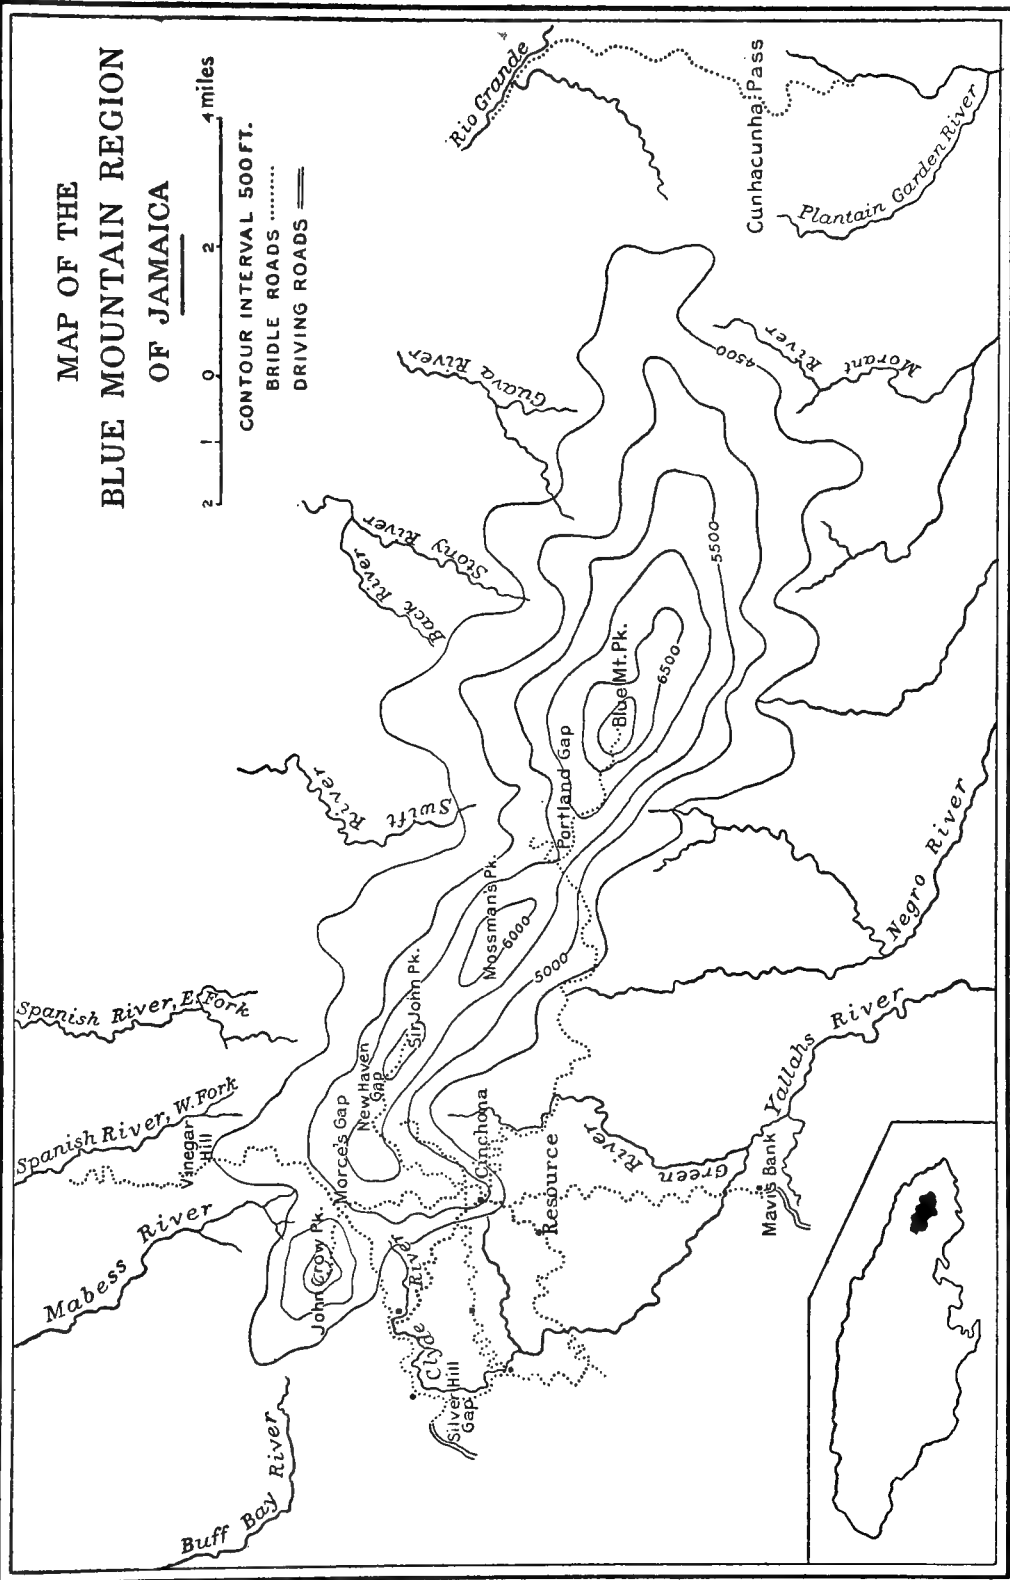 MAP OF THE
BLUE MOUNTAIN REGION
OF JAMAICA
2 1 0 2 4 miles
CONTOUR INTERVAL 500 FT.
BRIDLE ROADS
DRIVING ROADS
Buff Bay River
Mabess River
Spanish River, W. Fork
Spanish River, E. Fork
Vinegar
Hill
Swift River
Back River
Stony River
Guava River
Rio Grande
John Crow Pk.
Morce's Gap
New Haven
Gap
Sir John Pk.
Mossman's Pk.
6000
Portland Gap
Blue Mt. Pk.
6500
5500
4500
5000
Cunhacunha Pass
Plantain Garden River
Morant River
Clyde River
Silver Hill
Gap
Cinchona
Resource
Green River
Mavis Bank
Yallahs River
Negro River